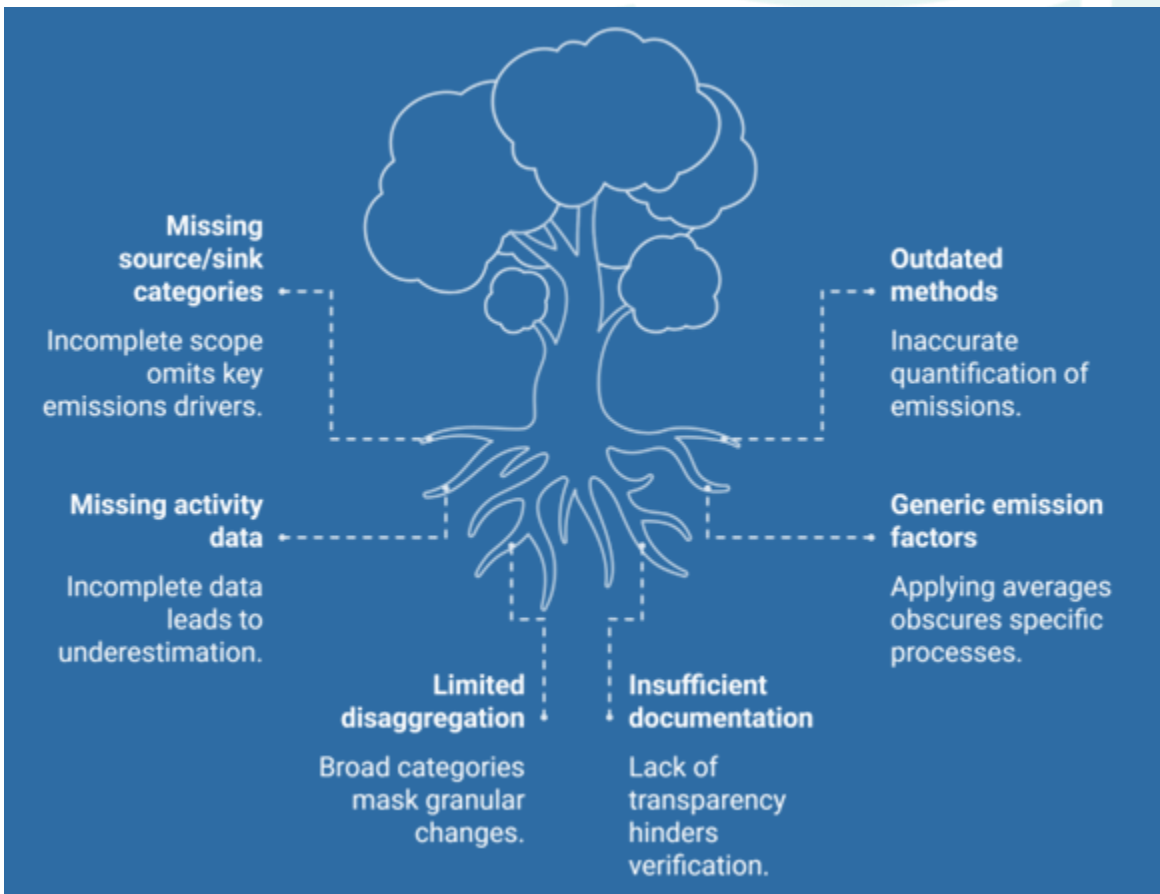 Missing
source/sink
categories
Incomplete scope
omits key
emissions drivers.
Missing activity
data
Incomplete data
leads to
underestimation.
Limited
disaggregation
Broad categories
mask granular
changes.
Insufficient
documentation
Lack of
transparency
hinders
verification.
Outdated
methods
Inaccurate
quantification of
emissions.
Generic emission
factors
Applying averages
obscures specific
processes.